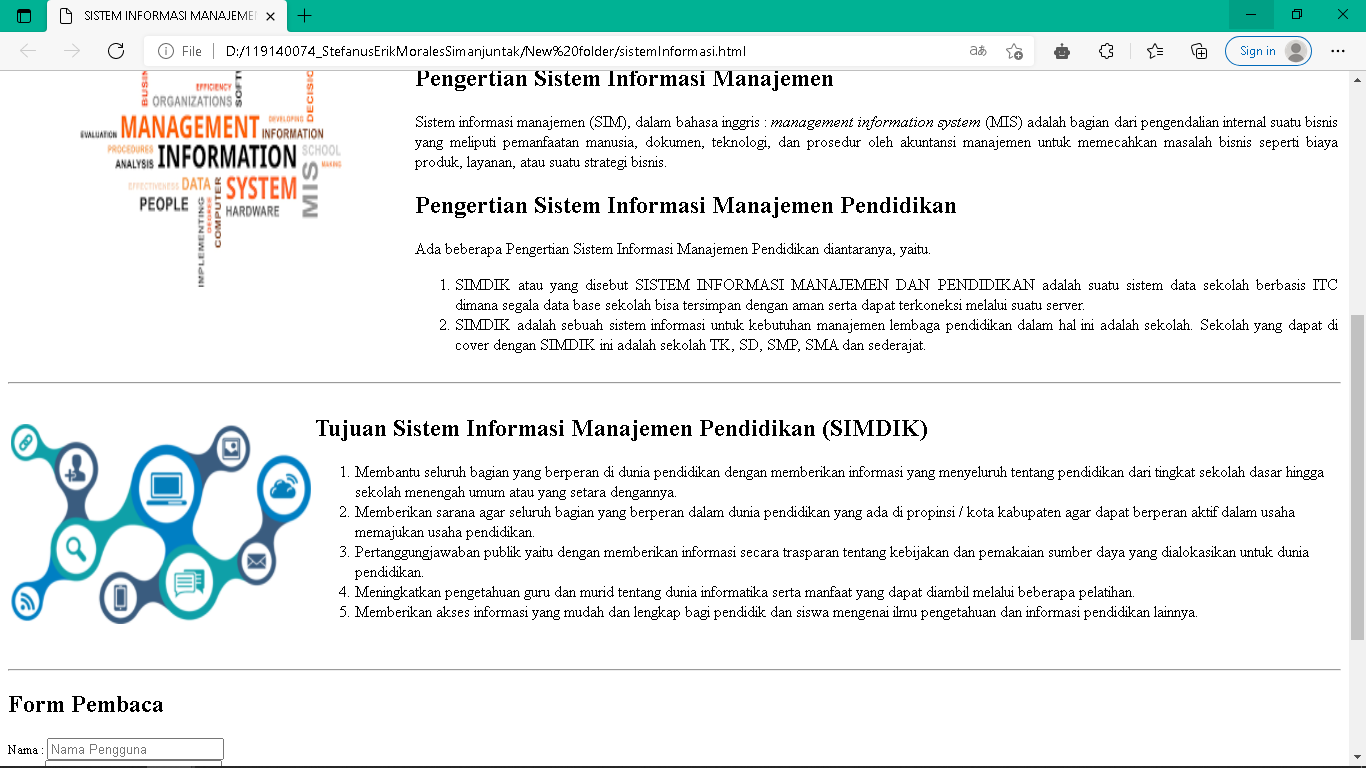 SISTEM INFORMASI MANAJEME
File
D:/119140074_StefanusErikMoralesSimanjuntak/New%20folder/sistemInformasi.html
aあ
Sign in
BUSIN
EFFICIENCY
SOFT
ORGANIZATIONS
DECISIO
DEVELOPING
EVALUATION MANAGEMENT INFORMATION
PROCEDURES
SCHOOL
ANALYSIS INFORMATION
MAKING
EFFECTIVENESS DATA SYSTEM MIS
PEOPLE
HARDWARE
IMPLEMENTING
DEGREE
COMPUTER
Pengertian Sistem Informasi Manajemen
Sistem informasi manajemen (SIM), dalam bahasa inggris : management information system (MIS) adalah bagian dari pengendalian internal suatu bisnis
yang meliputi pemanfaatan manusia, dokumen, teknologi, dan prosedur oleh akuntansi manajemen untuk memecahkan masalah bisnis seperti biaya
produk, layanan, atau suatu strategi bisnis.
Pengertian Sistem Informasi Manajemen Pendidikan
Ada beberapa Pengertian Sistem Informasi Manajemen Pendidikan diantaranya, yaitu.
1. SIMDIK atau yang disebut SISTEM INFORMASI MANAJEMEN DAN PENDIDIKAN adalah suatu sistem data sekolah berbasis ITC
dimana segala data base sekolah bisa tersimpan dengan aman serta dapat terkoneksi melalui suatu server.
2. SIMDIK adalah sebuah sistem informasi untuk kebutuhan manajemen lembaga pendidikan dalam hal ini adalah sekolah. Sekolah yang dapat di
cover dengan SIMDIK ini adalah sekolah TK, SD, SMP, SMA dan sederajat.
Tujuan Sistem Informasi Manajemen Pendidikan (SIMDIK)
1. Membantu seluruh bagian yang berperan di dunia pendidikan dengan memberikan informasi yang menyeluruh tentang pendidikan dari tingkat sekolah dasar hingga
sekolah menengah umum atau yang setara dengannya.
2. Memberikan sarana agar seluruh bagian yang berperan dalam dunia pendidikan yang ada di propinsi / kota kabupaten agar dapat berperan aktif dalam usaha
memajukan usaha pendidikan.
3. Pertanggungjawaban publik yaitu dengan memberikan informasi secara trasparan tentang kebijakan dan pemakaian sumber daya yang dialokasikan untuk dunia
pendidikan.
4. Meningkatkan pengetahuan guru dan murid tentang dunia informatika serta manfaat yang dapat diambil melalui beberapa pelatihan.
5. Memberikan akses informasi yang mudah dan lengkap bagi pendidik dan siswa mengenai ilmu pengetahuan dan informasi pendidikan lainnya.
Form Pembaca
Nama : Nama Pengguna